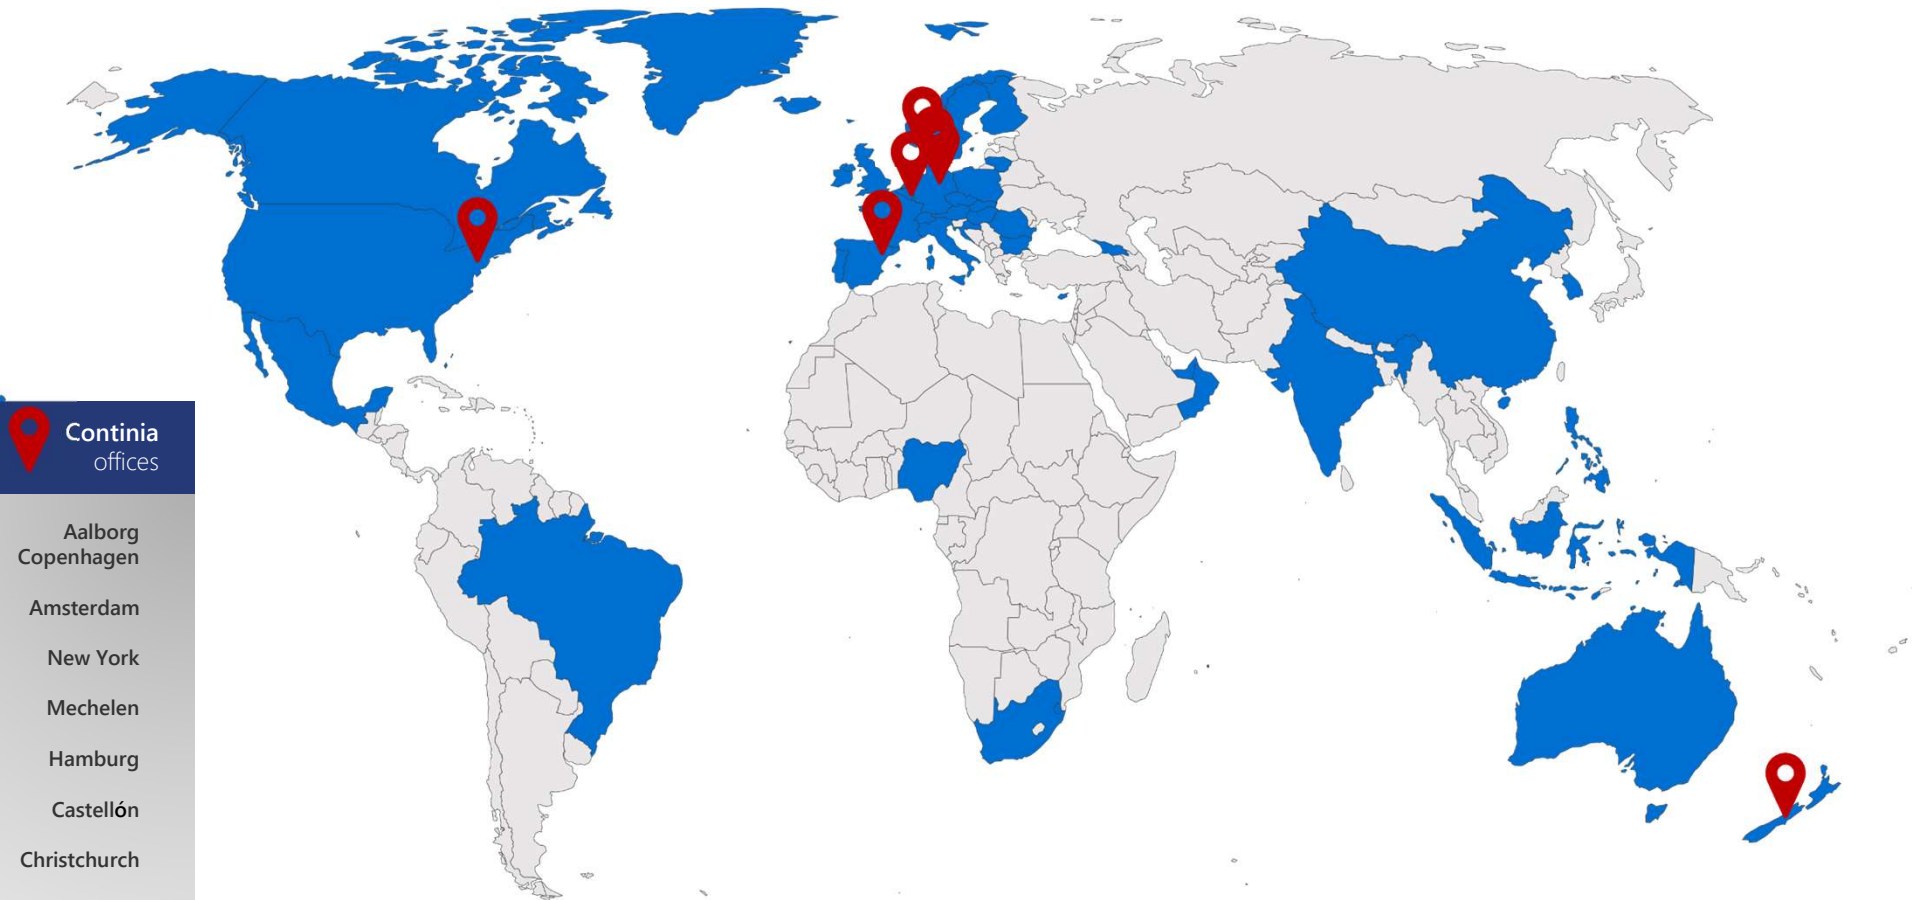 Continia
offices
Aalborg
Copenhagen
Amsterdam
New York
Mechelen
Hamburg
Castellón
Christchurch